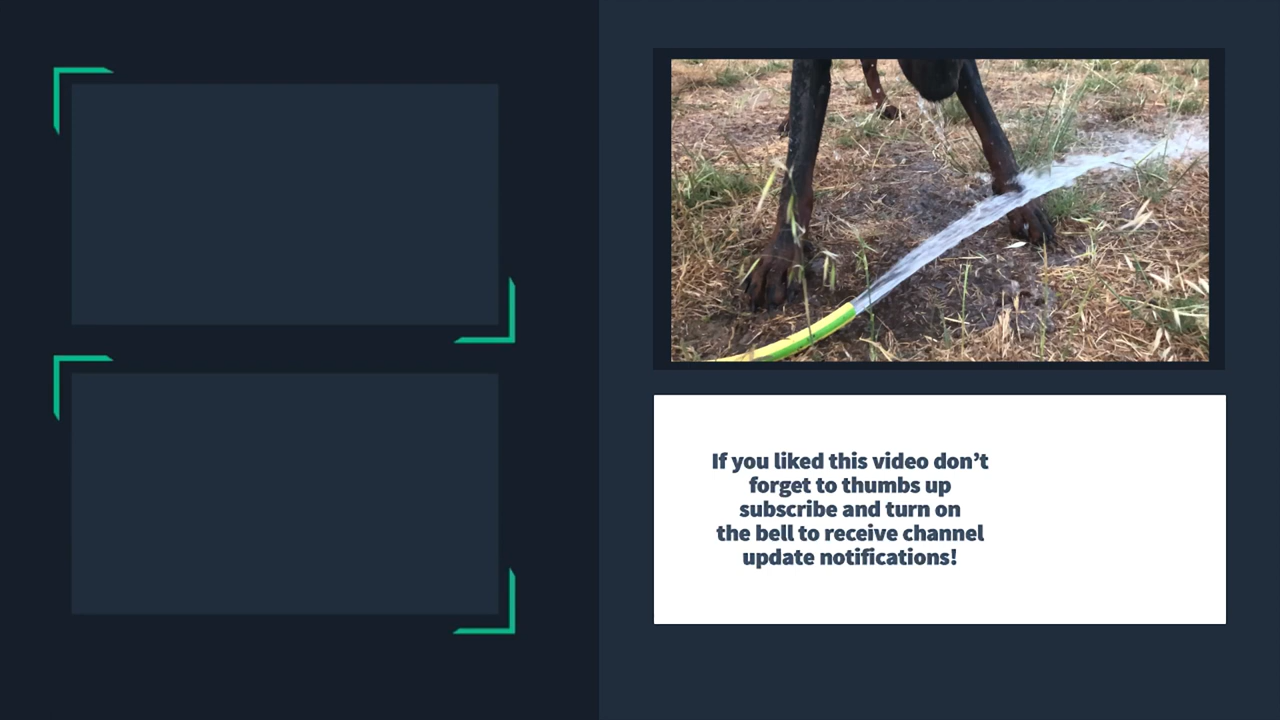 If you liked this video don’t
forget to thumbs up
subscribe and turn on
the bell to receive channel
update notifications!